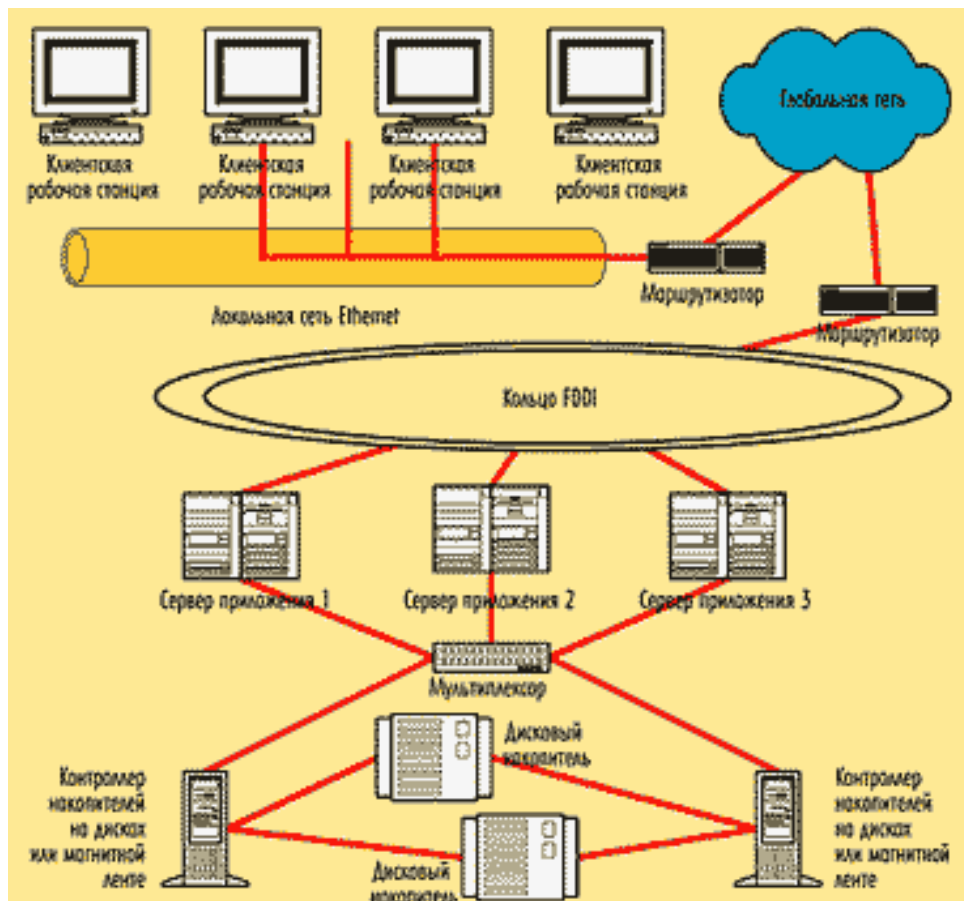 Клиентская
рабочая станция
Клиентская
рабочая станция
Клиентская
рабочая станция
Клиентская
рабочая станция
Глобальная сеть
Маршрутизатор
Локальная сеть Ethernet
Маршрутизатор
Кольцо FDDI
Сервер приложения 1
Сервер приложения 2
Сервер приложения 3
Мультиплексор
Дисковый
накопитель
Контроллер
накопителей
на дисках
или магнитной
ленте
Контроллер
накопителей
на дисках
или магнитной
ленте
Дисковый
накопитель